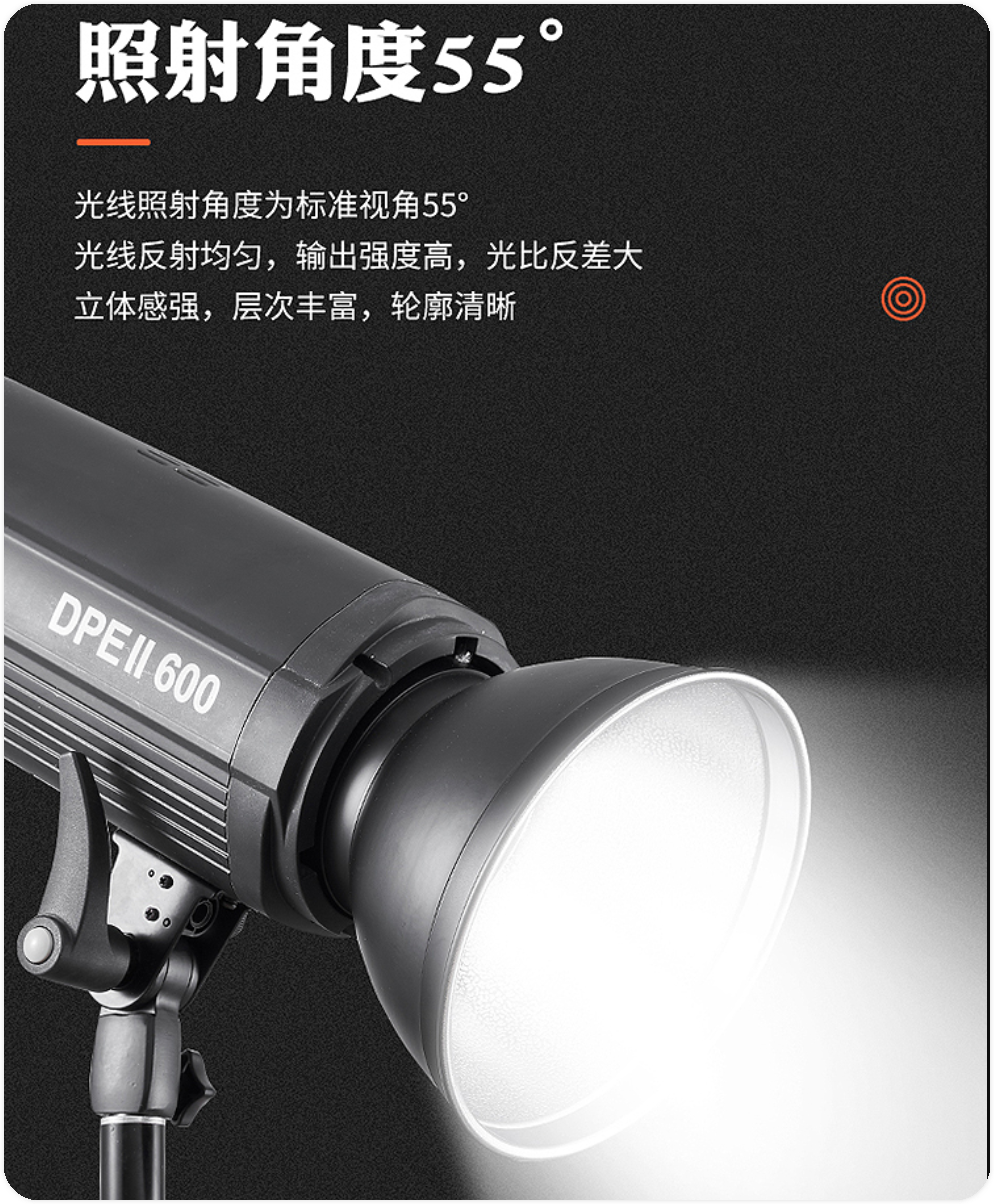 照射角度55°
光线照射角度为标准视角55°
光线反射均匀，输出强度高，光比反差大
立体感强，层次丰富，轮廓清晰
DPEII 600